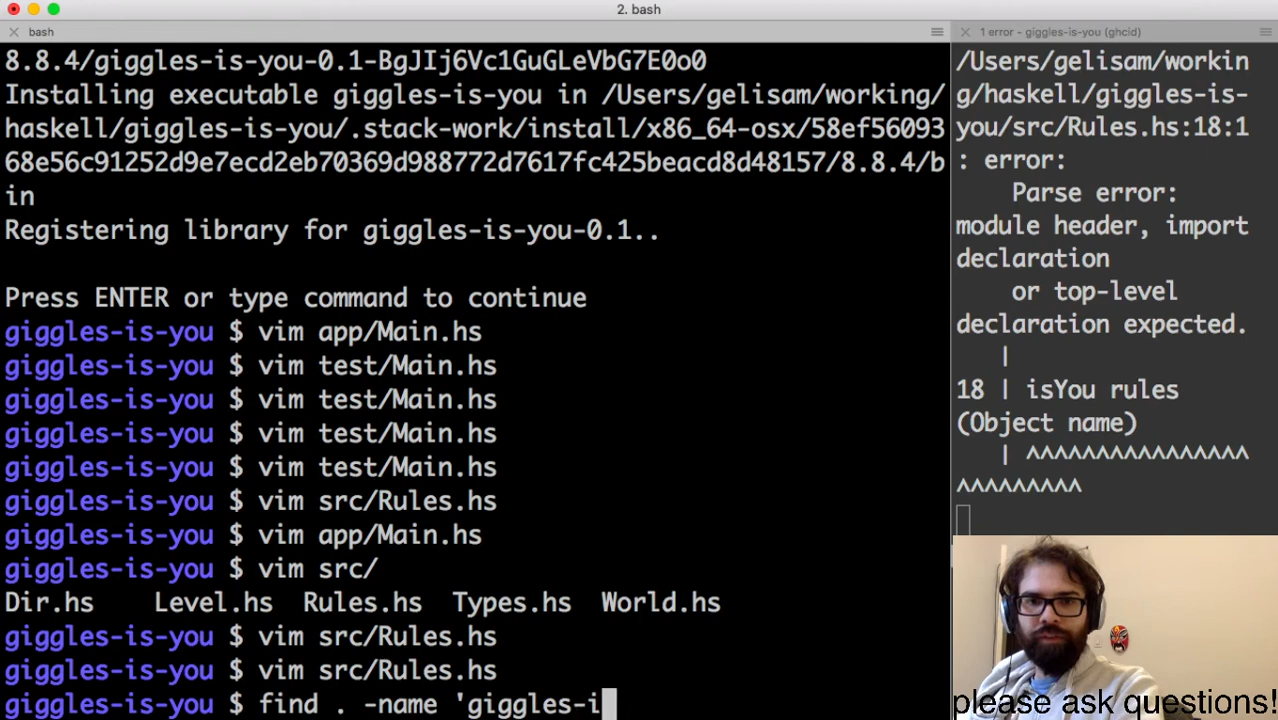 2. bash
bash
1 error - giggles-is-you (ghcid)
8.8.4/giggles-is-you-0.1-BgJIj6Vc1GuGLeVbG7E0o0
Installing executable giggles-is-you in /Users/gelisam/working/
haskell/giggles-is-you/.stack-work/install/x86_64-osx/58ef56093
68e56c91252d9e7ecd2eb70369d988772d7617fc425beacd8d48157/8.8.4/b
in
Registering library for giggles-is-you-0.1..
Press ENTER or type command to continue
giggles-is-you $ vim app/Main.hs
giggles-is-you $ vim test/Main.hs
giggles-is-you $ vim test/Main.hs
giggles-is-you $ vim test/Main.hs
giggles-is-you $ vim test/Main.hs
giggles-is-you $ vim src/Rules.hs
giggles-is-you $ vim app/Main.hs
giggles-is-you $ vim src/
Dir.hs    Level.hs  Rules.hs  Types.hs  World.hs
giggles-is-you $ vim src/Rules.hs
giggles-is-you $ vim src/Rules.hs
giggles-is-you $ find . -name 'giggles-i
/Users/gelisam/workin
g/haskell/giggles-is-
you/src/Rules.hs:18:1
: error:
    Parse error:
module header, import
declaration
    or top-level
declaration expected.
   |
18 | isYou rules
(Object name)
   | ^^^^^^^^^^^^^^^^
^^^^^^^^^
please ask questions!